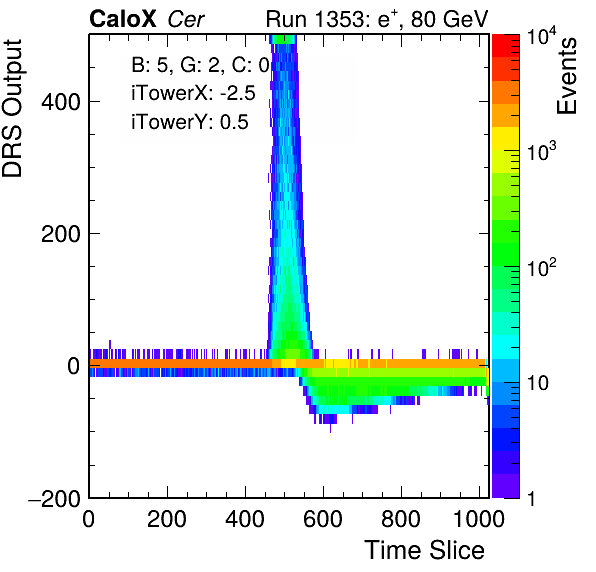 CaloX Cer Run 1353: e+, 80 GeV
DRS Output
Events
B: 5, G: 2, C: 0
iTowerX: -2.5
iTowerY: 0.5
400
200
0
−200
0 200 400 600 800 1000
Time Slice
10^4
10^3
10^2
10
1